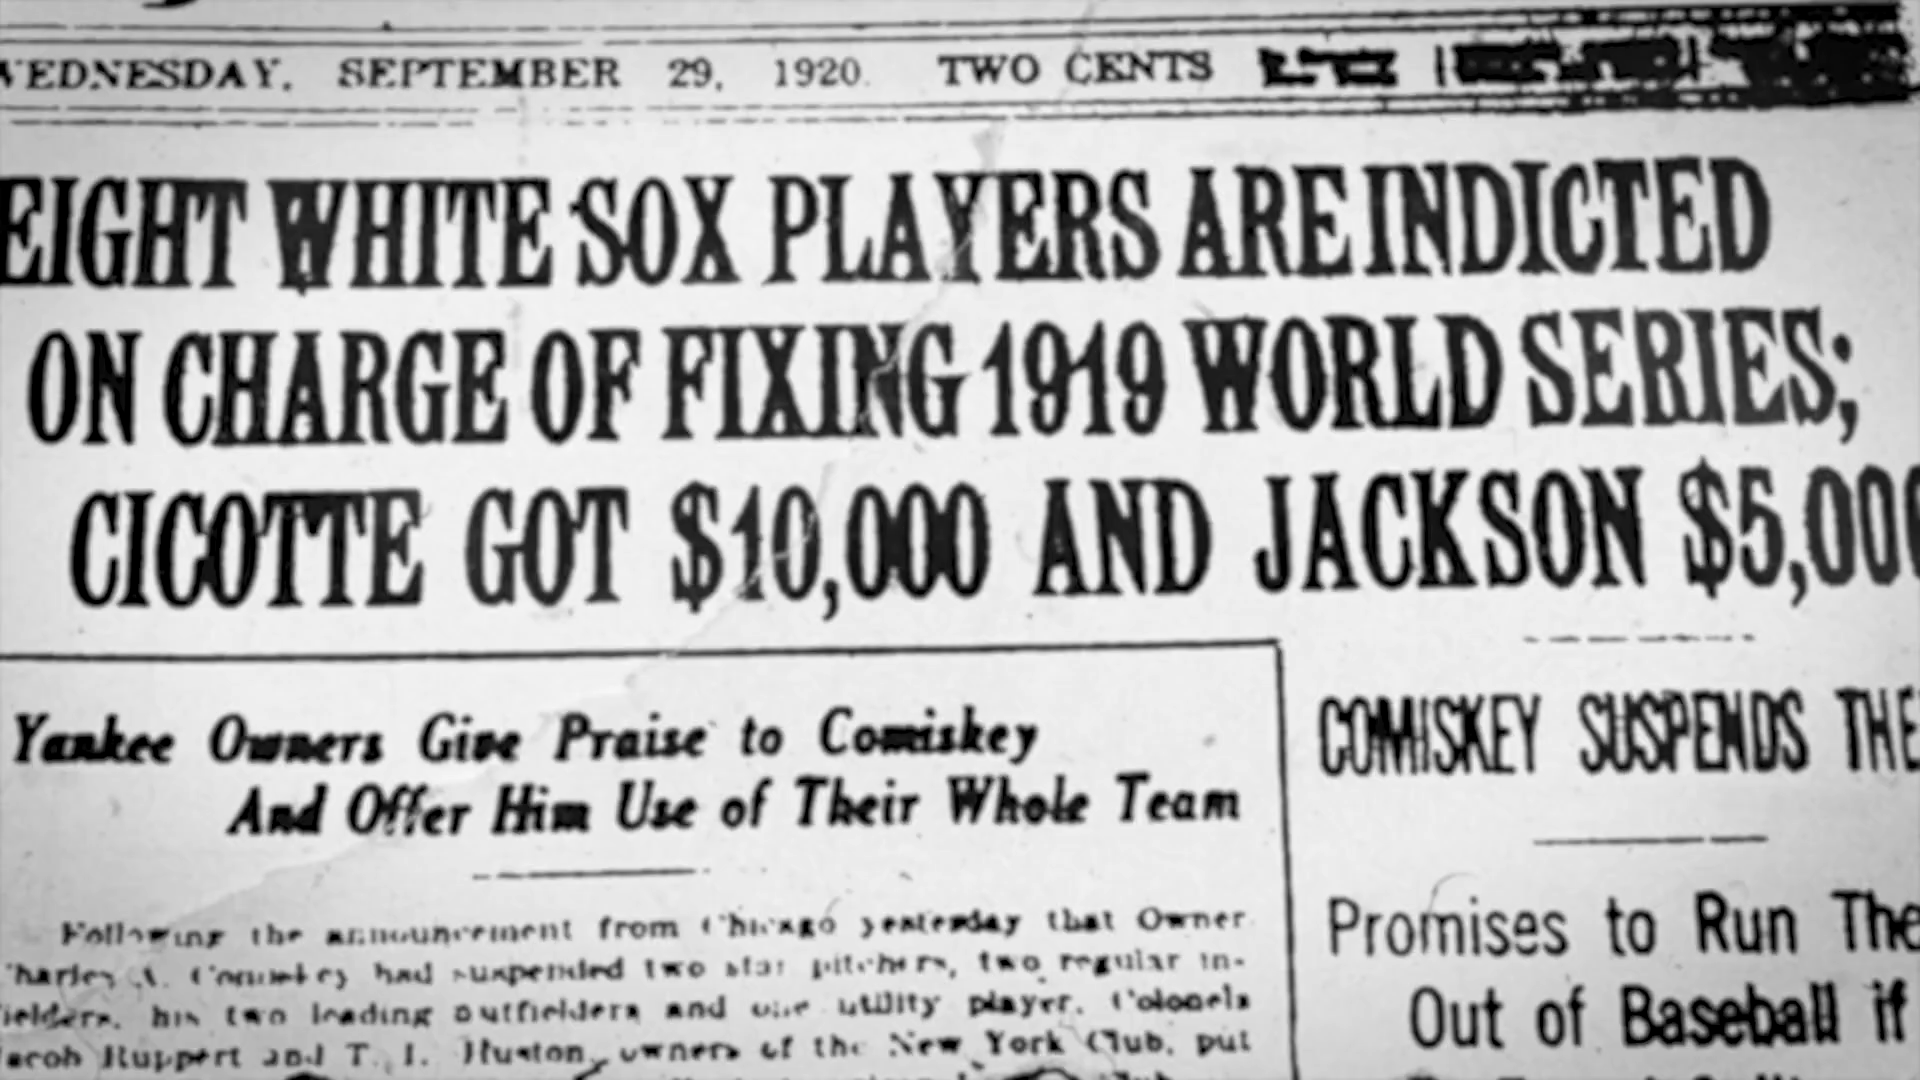 WEDNESDAY, SEPTEMBER 29, 1920. TWO CENTS
EIGHT WHITE SOX PLAYERS ARE INDICTED
ON CHARGE OF FIXING 1919 WORLD SERIES;
CICOTTE GOT $10,000 AND JACKSON $5,000
Yankee Owners Give Praise to Comiskey
And Offer Him Use of Their Whole Team
Following the announcement from Chicago yesterday that Owner
Charles A. Comiskey had suspended two star pitchers, two regular in-
fielders, his two leading outfielders and one utility player, Colonels
Jacob Ruppert and T. L. Huston, owners of the New York Club, put
COMISKEY SUSPENDS THE
Promises to Run The
Out of Baseball if